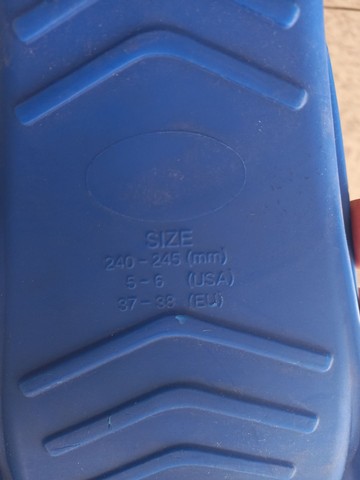 SIZE
240-245 (mm)
5-6 (USA)
37-38 (EU)